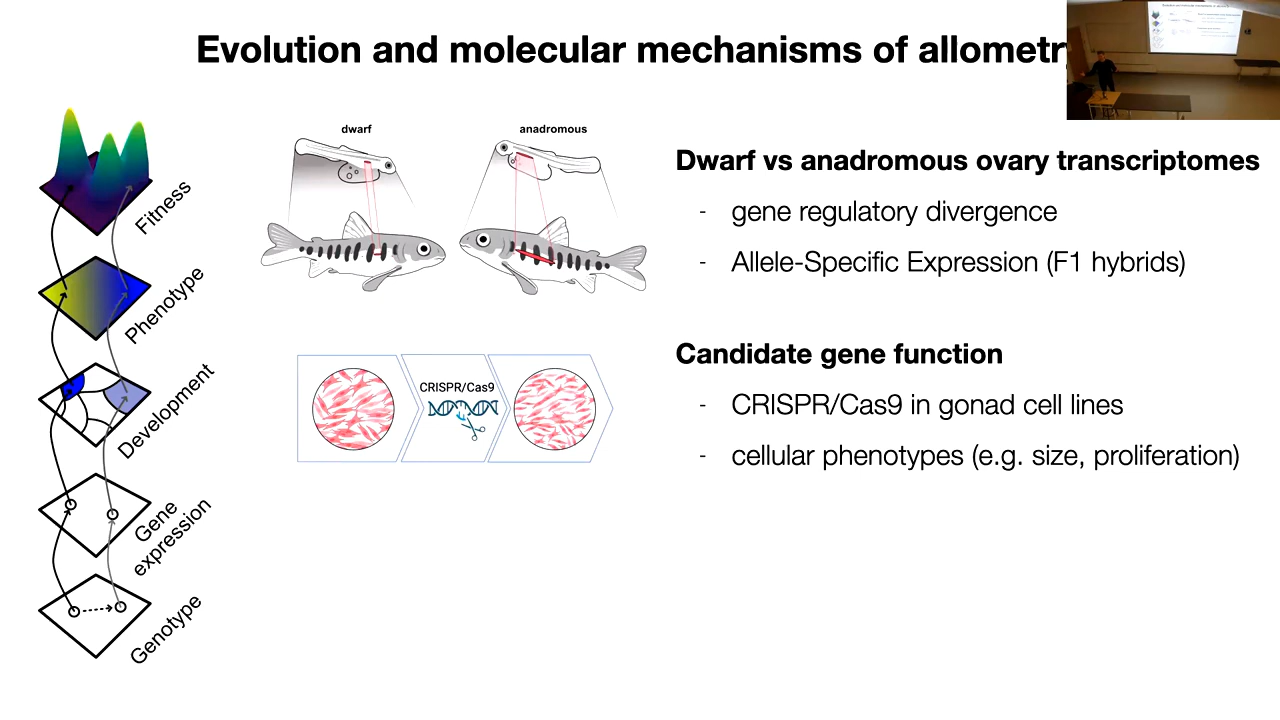 Evolution and molecular mechanisms of allometr
dwarf
anadromous
Dwarf vs anadromous ovary transcriptomes
- gene regulatory divergence
- Allele-Specific Expression (F1 hybrids)
CRISPR/Cas9
Candidate gene function
- CRISPR/Cas9 in gonad cell lines
- cellular phenotypes (e.g. size, proliferation)
Fitness
Phenotype
Development
Gene
expression
Genotype